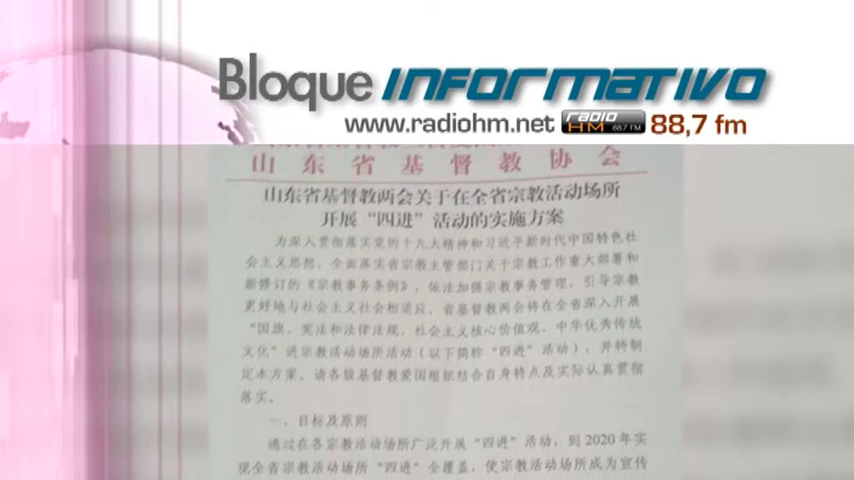 Bloque INFORMATIVO
www.radiohm.net RADIO HM 88,7 FM 88,7 fm
山东省基督教协会
山东省基督教两会关于在全省宗教活动场所
开展“四进”活动的实施方案
为深入贯彻落实党的十九大精神和习近平新时代中国特色社
会主义思想，全面落实省宗教主管部门关于宗教工作重大部署和
新修订的《宗教事务条例》，依法加强宗教事务管理，引导宗教
更好地与社会主义社会相适应，省基督教两会将在全省深入开展
“国旗、宪法和法律法规、社会主义核心价值观、中华优秀传统
文化”进宗教活动场所活动（以下简称“四进”活动），并特制
定本方案，请各级基督教爱国组织结合自身特点及实际认真贯彻
落实。
一、目标及原则
通过在各宗教活动场所广泛开展“四进”活动，到2020年实
现全省宗教活动场所“四进”全覆盖，使宗教活动场所成为宣传